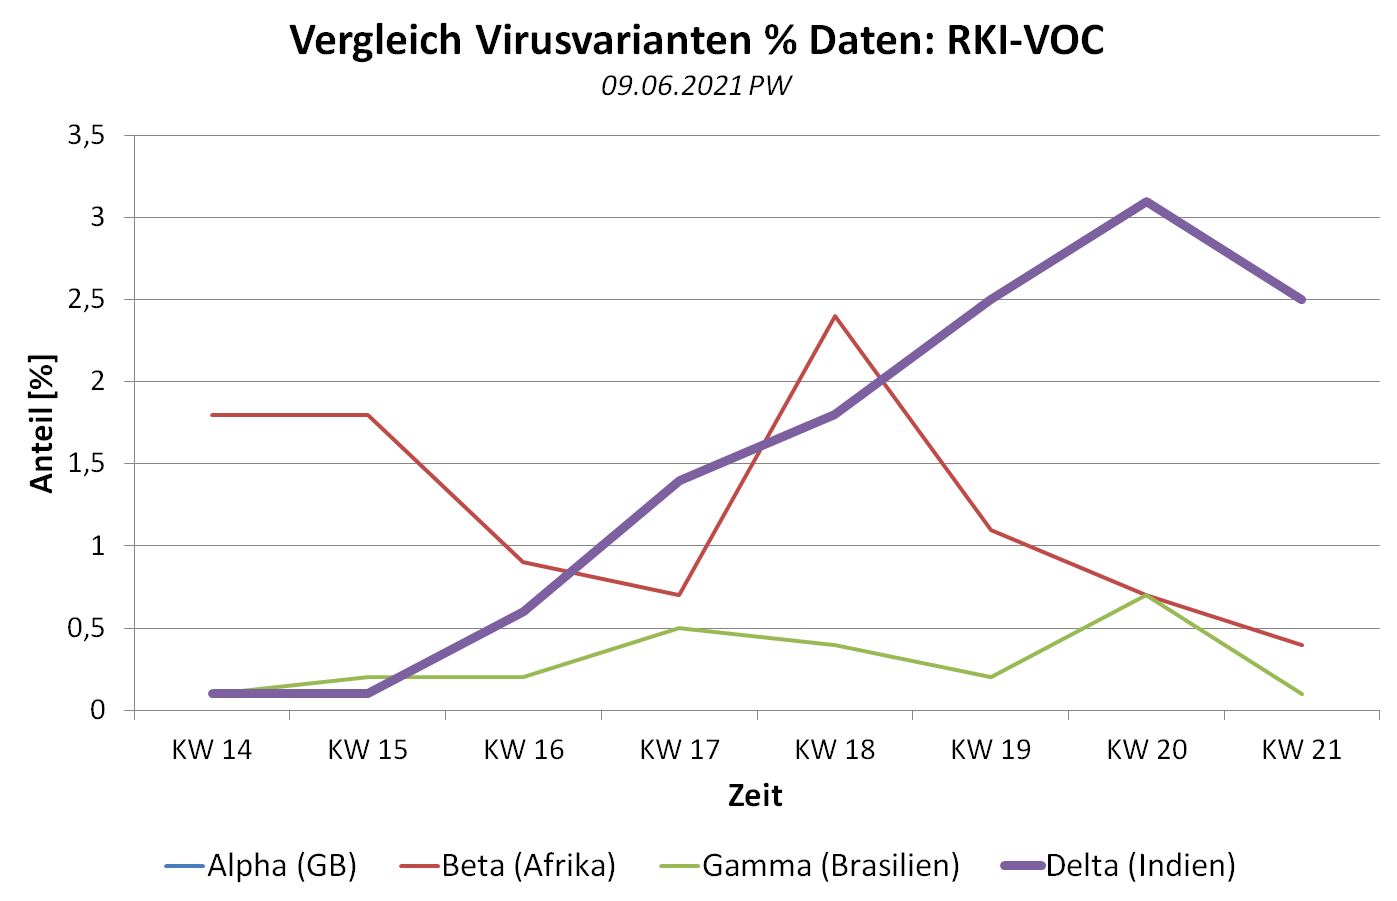 Vergleich Virusvarianten % Daten: RKI-VOC
09.06.2021 PW
3,5
3
2,5
2
1,5
1
0,5
0
Anteil [%]
KW 14 KW 15 KW 16 KW 17 KW 18 KW 19 KW 20 KW 21
Zeit
Alpha (GB) Beta (Afrika) Gamma (Brasilien) Delta (Indien)